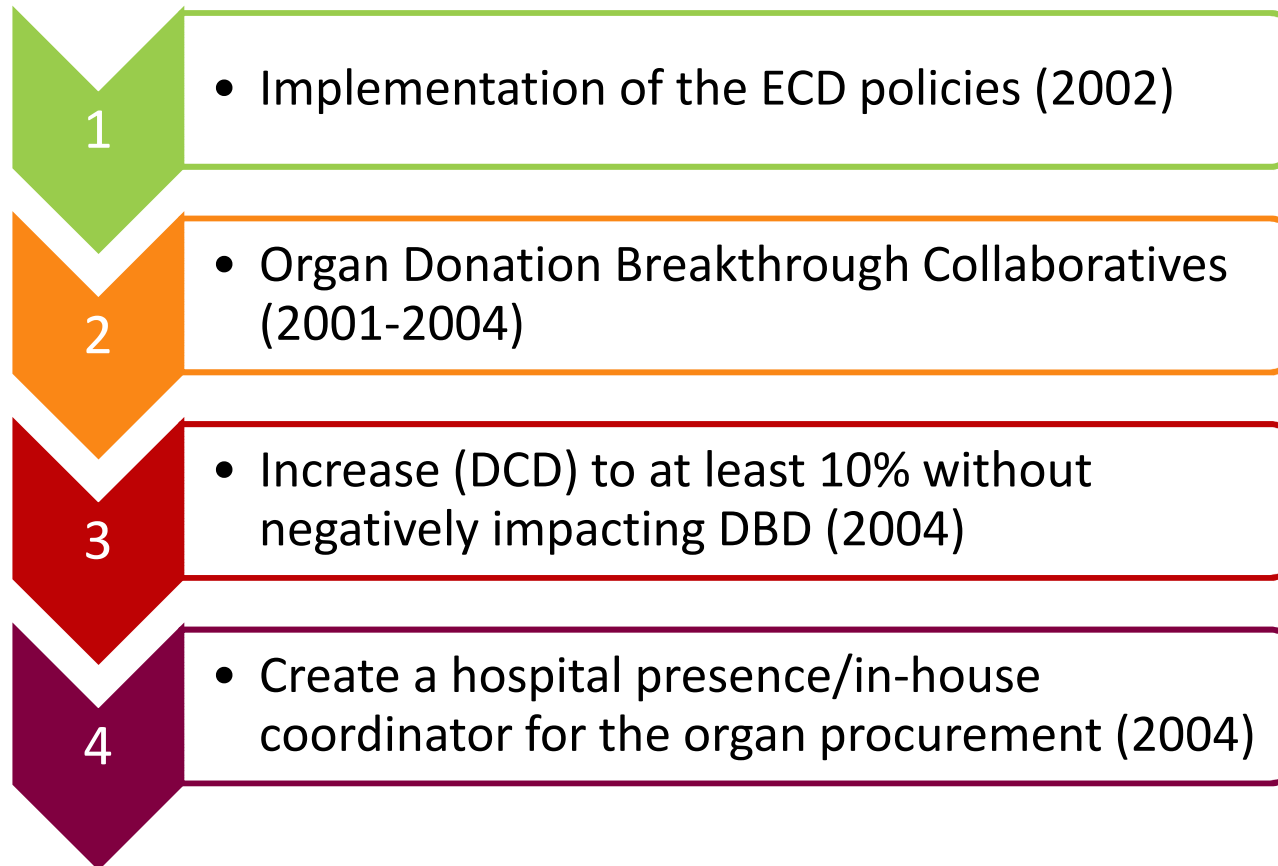 1
• Implementation of the ECD policies (2002)
2
• Organ Donation Breakthrough Collaboratives
(2001-2004)
3
• Increase (DCD) to at least 10% without
negatively impacting DBD (2004)
4
• Create a hospital presence/in-house
coordinator for the organ procurement (2004)